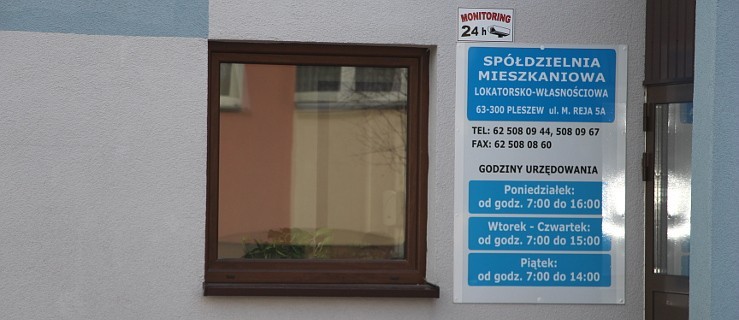 MONITORING
24 h
SPÓŁDZIELNIA
MIESZKANIOWA
LOKATORSKO-WŁASNOŚCIOWA
63-300 PLESZEW ul. M. REJA 5A
TEL: 62 508 09 44, 508 09 67
FAX: 62 508 08 60
GODZINY URZĘDOWANIA
Poniedziałek:
od godz. 7:00 do 16:00
Wtorek - Czwartek:
od godz. 7:00 do 15:00
Piątek:
od godz. 7:00 do 14:00